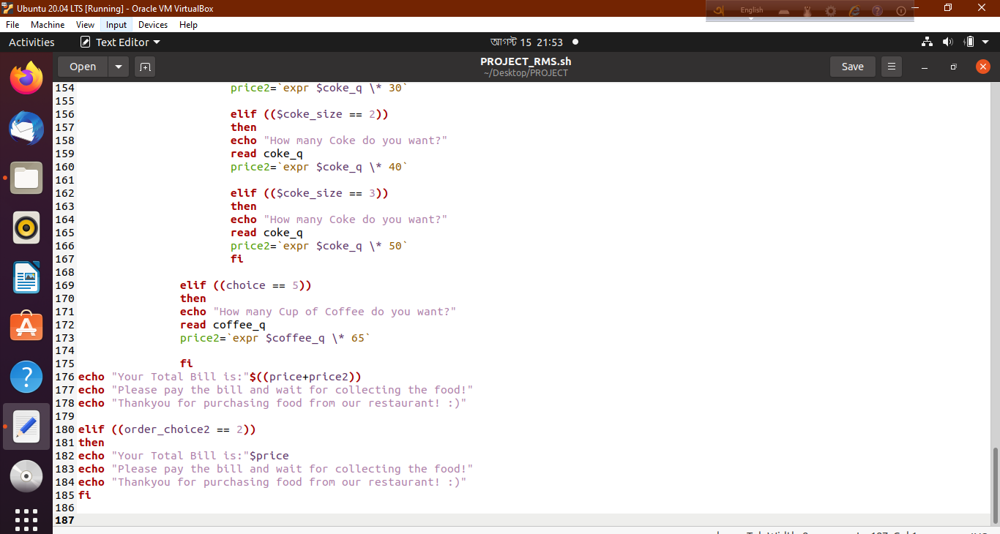 Ubuntu 20.04 LTS [Running] - Oracle VM VirtualBox
English
File Machine View Input Devices Help
Activities Text Editor আগস্ট 15 21:53
Open PROJECT_RMS.sh Save
~/Desktop/PROJECT
154 price2=`expr $coke_q \* 30`
155
156 elif (($coke_size == 2))
157 then
158 echo "How many Coke do you want?"
159 read coke_q
160 price2=`expr $coke_q \* 40`
161
162 elif (($coke_size == 3))
163 then
164 echo "How many Coke do you want?"
165 read coke_q
166 price2=`expr $coke_q \* 50`
167 fi
168
169 elif ((choice == 5))
170 then
171 echo "How many Cup of Coffee do you want?"
172 read coffee_q
173 price2=`expr $coffee_q \* 65`
174
175 fi
176 echo "Your Total Bill is:"$((price+price2))
177 echo "Please pay the bill and wait for collecting the food!"
178 echo "Thankyou for purchasing food from our restaurant! :)"
179
180 elif ((order_choice2 == 2))
181 then
182 echo "Your Total Bill is:"$price
183 echo "Please pay the bill and wait for collecting the food!"
184 echo "Thankyou for purchasing food from our restaurant! :)"
185 fi
186
187